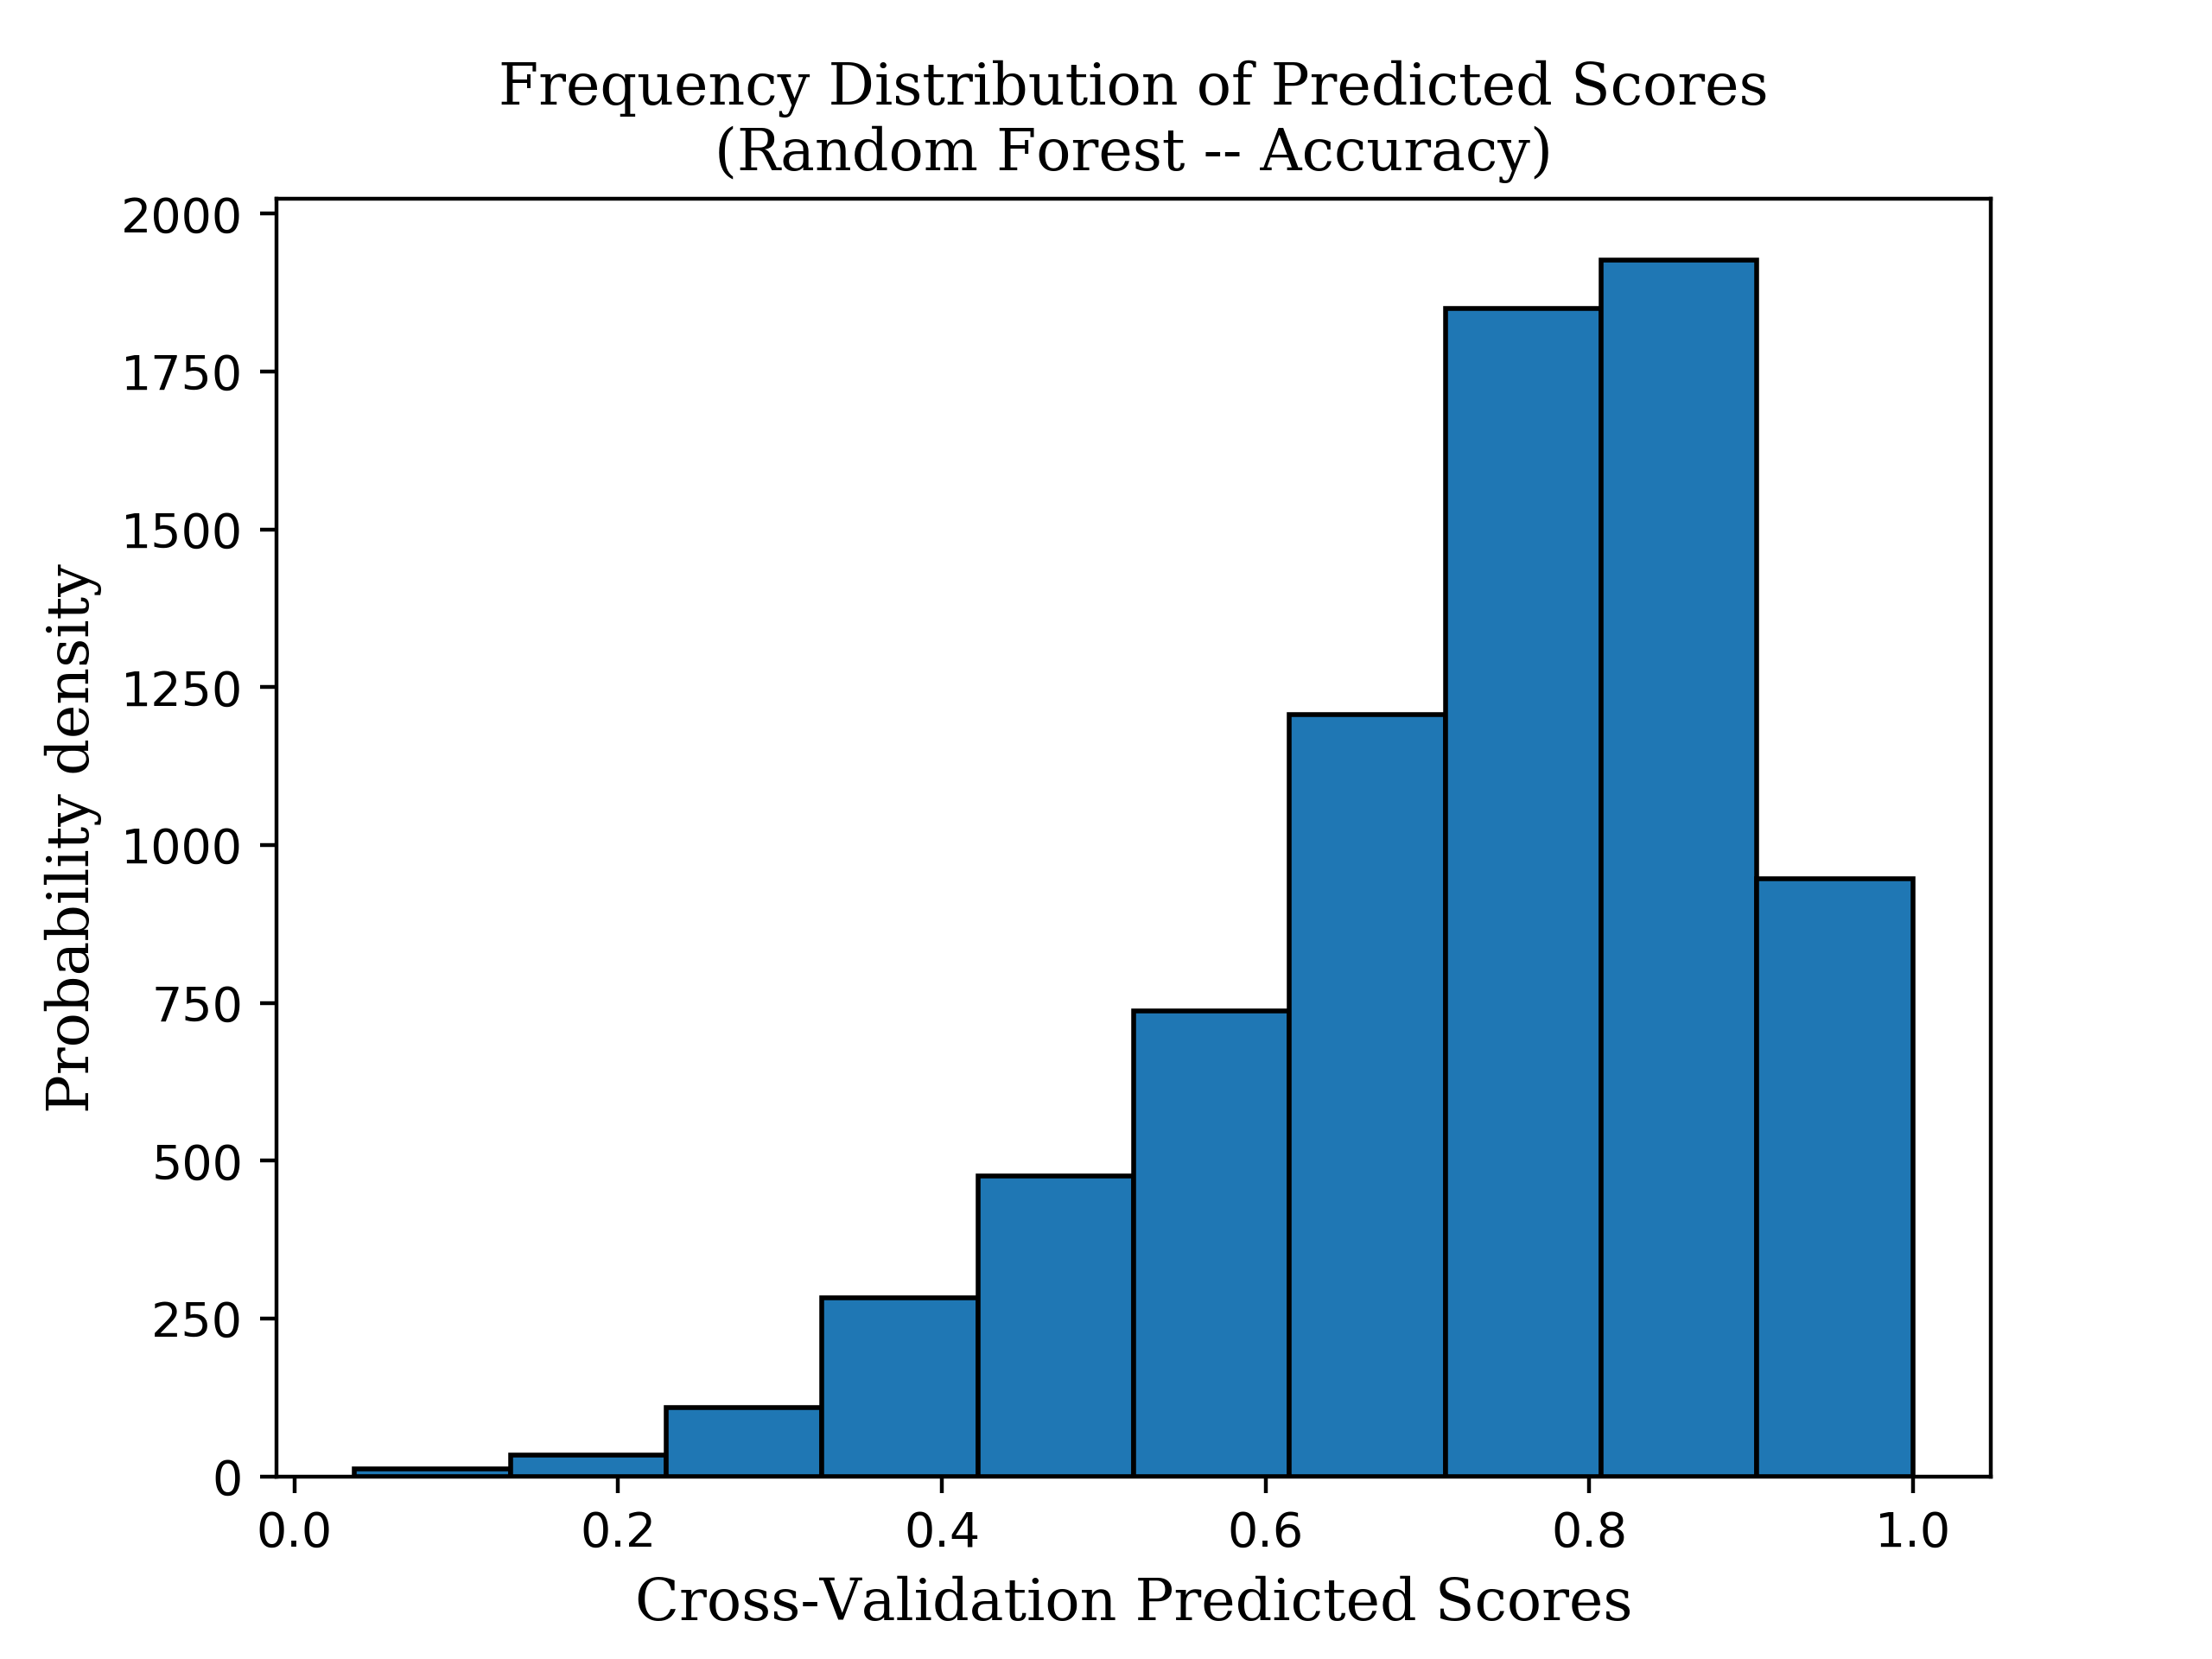 Frequency Distribution of Predicted Scores
(Random Forest -- Accuracy)
Probability density
2000
1750
1500
1250
1000
750
500
250
0
0.0 0.2 0.4 0.6 0.8 1.0
Cross-Validation Predicted Scores